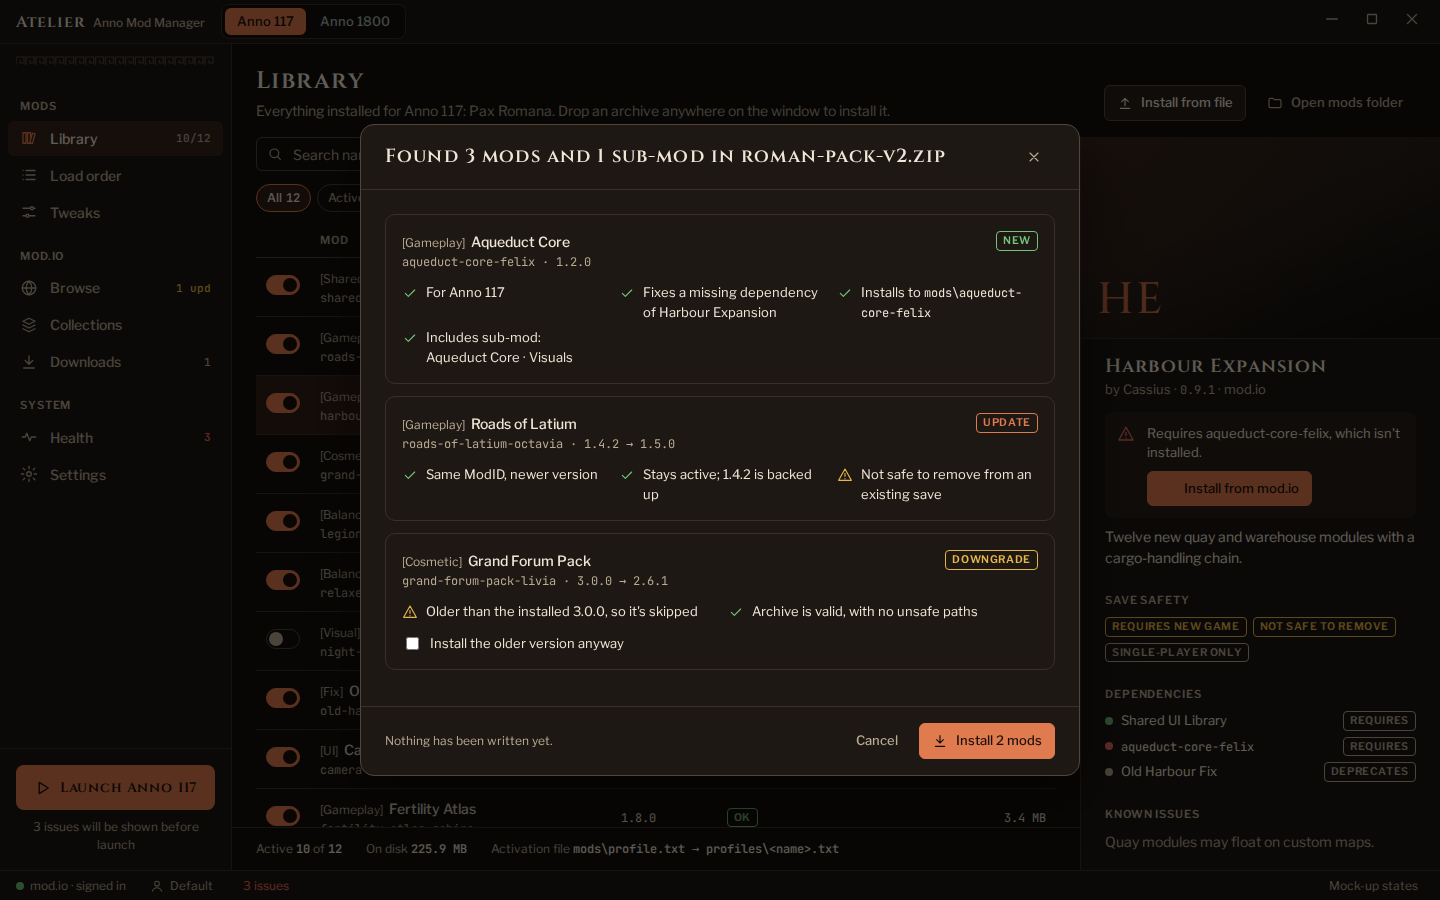 ATELIER Anno Mod Manager Anno 117 Anno 1800
MODS
Library 10/12
Load order
Tweaks
MOD.IO
Browse 1 upd
Collections
Downloads 1
SYSTEM
Health 3
Settings
LAUNCH ANNO 117
3 issues will be shown before
launch
LIBRARY
Everything installed for Anno 117: Pax Romana. Drop an archive anywhere on the window to install it.
Install from file Open mods folder
Search
All 12
MOD
FOUND 3 MODS AND 1 SUB-MOD IN ROMAN-PACK-V2.ZIP
[Gameplay] Aqueduct Core NEW
aqueduct-core-felix · 1.2.0
For Anno 117
Fixes a missing dependency
of Harbour Expansion
Installs to mods\aqueduct-
core-felix
Includes sub-mod:
Aqueduct Core · Visuals
[Gameplay] Roads of Latium UPDATE
roads-of-latium-octavia · 1.4.2 → 1.5.0
Same ModID, newer version
Stays active; 1.4.2 is backed
up
Not safe to remove from an
existing save
[Cosmetic] Grand Forum Pack DOWNGRADE
grand-forum-pack-livia · 3.0.0 → 2.6.1
Older than the installed 3.0.0, so it's skipped
Archive is valid, with no unsafe paths
Install the older version anyway
Nothing has been written yet.
Cancel Install 2 mods
[Visual]
[Fix]
[UI]
[Gameplay] Fertility Atlas
1.8.0 OK 3.4 MB
Active 10 of 12 On disk 225.9 MB Activation file mods\profile.txt → profiles\<name>.txt
HE
HARBOUR EXPANSION
by Cassius · 0.9.1 · mod.io
Requires aqueduct-core-felix, which isn't
installed.
Install from mod.io
Twelve new quay and warehouse modules with a
cargo-handling chain.
SAVE SAFETY
REQUIRES NEW GAME NOT SAFE TO REMOVE
SINGLE-PLAYER ONLY
DEPENDENCIES
Shared UI Library REQUIRES
aqueduct-core-felix REQUIRES
Old Harbour Fix DEPRECATES
KNOWN ISSUES
Quay modules may float on custom maps.
mod.io · signed in Default 3 issues Mock-up states